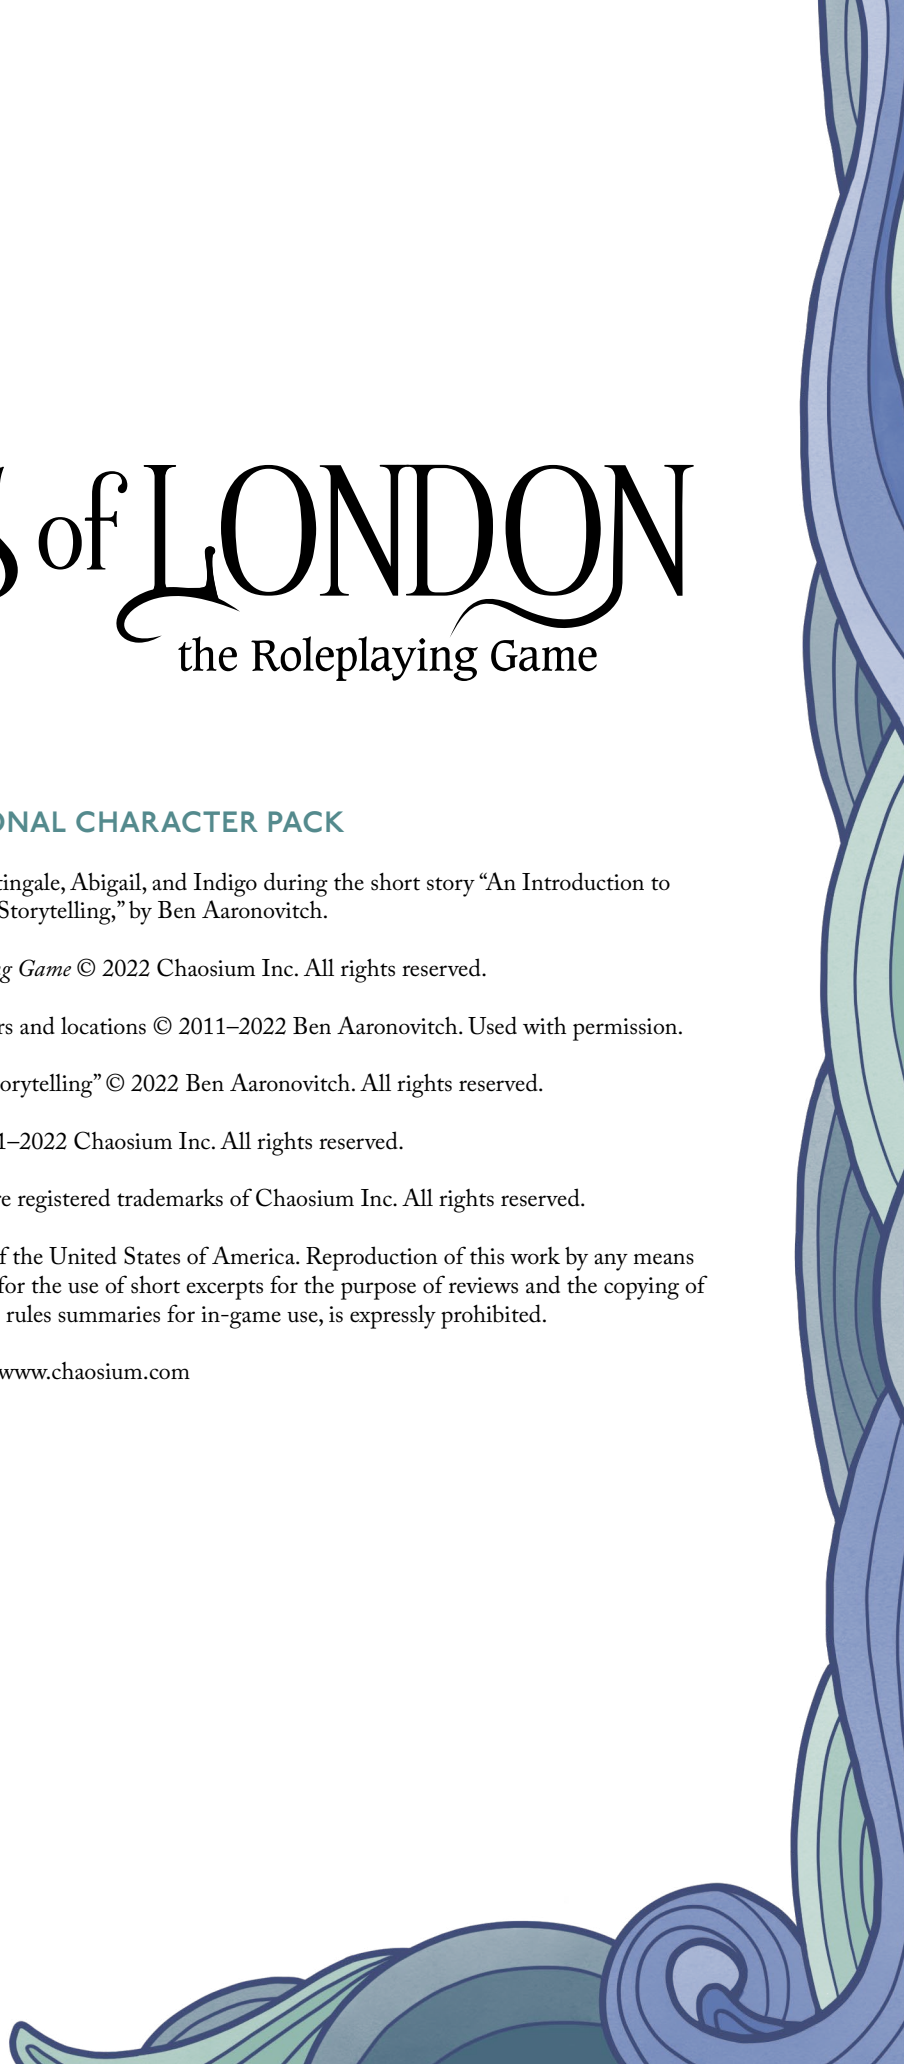 of LONDON
the Roleplaying Game
ONAL CHARACTER PACK
tingale, Abigail, and Indigo during the short story “An Introduction to
Storytelling,” by Ben Aaronovitch.
g Game © 2022 Chaosium Inc. All rights reserved.
rs and locations © 2011–2022 Ben Aaronovitch. Used with permission.
orytelling” © 2022 Ben Aaronovitch. All rights reserved.
1–2022 Chaosium Inc. All rights reserved.
e registered trademarks of Chaosium Inc. All rights reserved.
f the United States of America. Reproduction of this work by any means
for the use of short excerpts for the purpose of reviews and the copying of
rules summaries for in-game use, is expressly prohibited.
www.chaosium.com